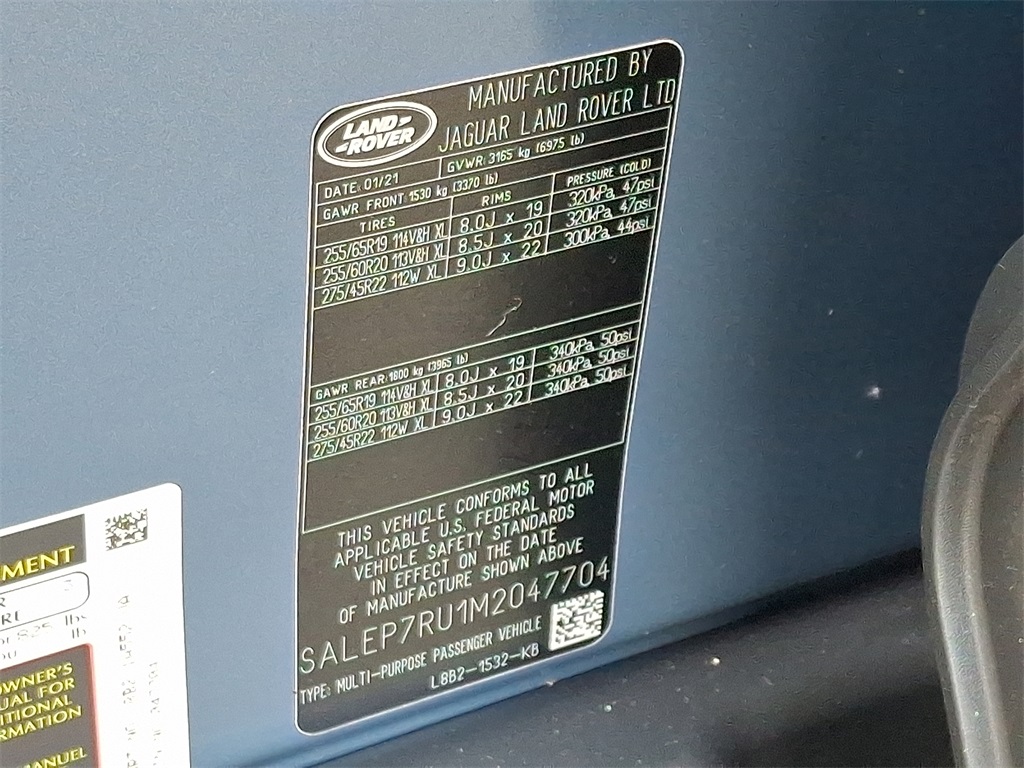 LAND-
-ROVER
MANUFACTURED BY
JAGUAR LAND ROVER LTD
DATE: 01/21 GVWR: 3165 kg (6975 lb)
GAWR FRONT 1530 kg (3370 lb)
TIRES RIMS PRESSURE (COLD)
255/65R19 114V&H XL 8.0J x 19 320kPa, 47psi
255/60R20 113V&H XL 8.5J x 20 320kPa, 47psi
275/45R22 112W XL 9.0J x 22 300kPa, 44psi
GAWR REAR: 1800 kg (3965 lb)
255/65R19 114V&H XL 8.0J x 19 340kPa, 50psi
255/60R20 113V&H XL 8.5J x 20 340kPa, 50psi
275/45R22 112W XL 9.0J x 22 340kPa, 50psi
THIS VEHICLE CONFORMS TO ALL
APPLICABLE U.S. FEDERAL MOTOR
VEHICLE SAFETY STANDARDS
IN EFFECT ON THE DATE
OF MANUFACTURE SHOWN ABOVE
SALEP7RU1M2047704
TYPE: MULTI-PURPOSE PASSENGER VEHICLE
L8B2-1532-KB
MENT
or 825 lbs
lb
OWNER'S
UAL FOR
ITIONAL
RMATION
MANUEL